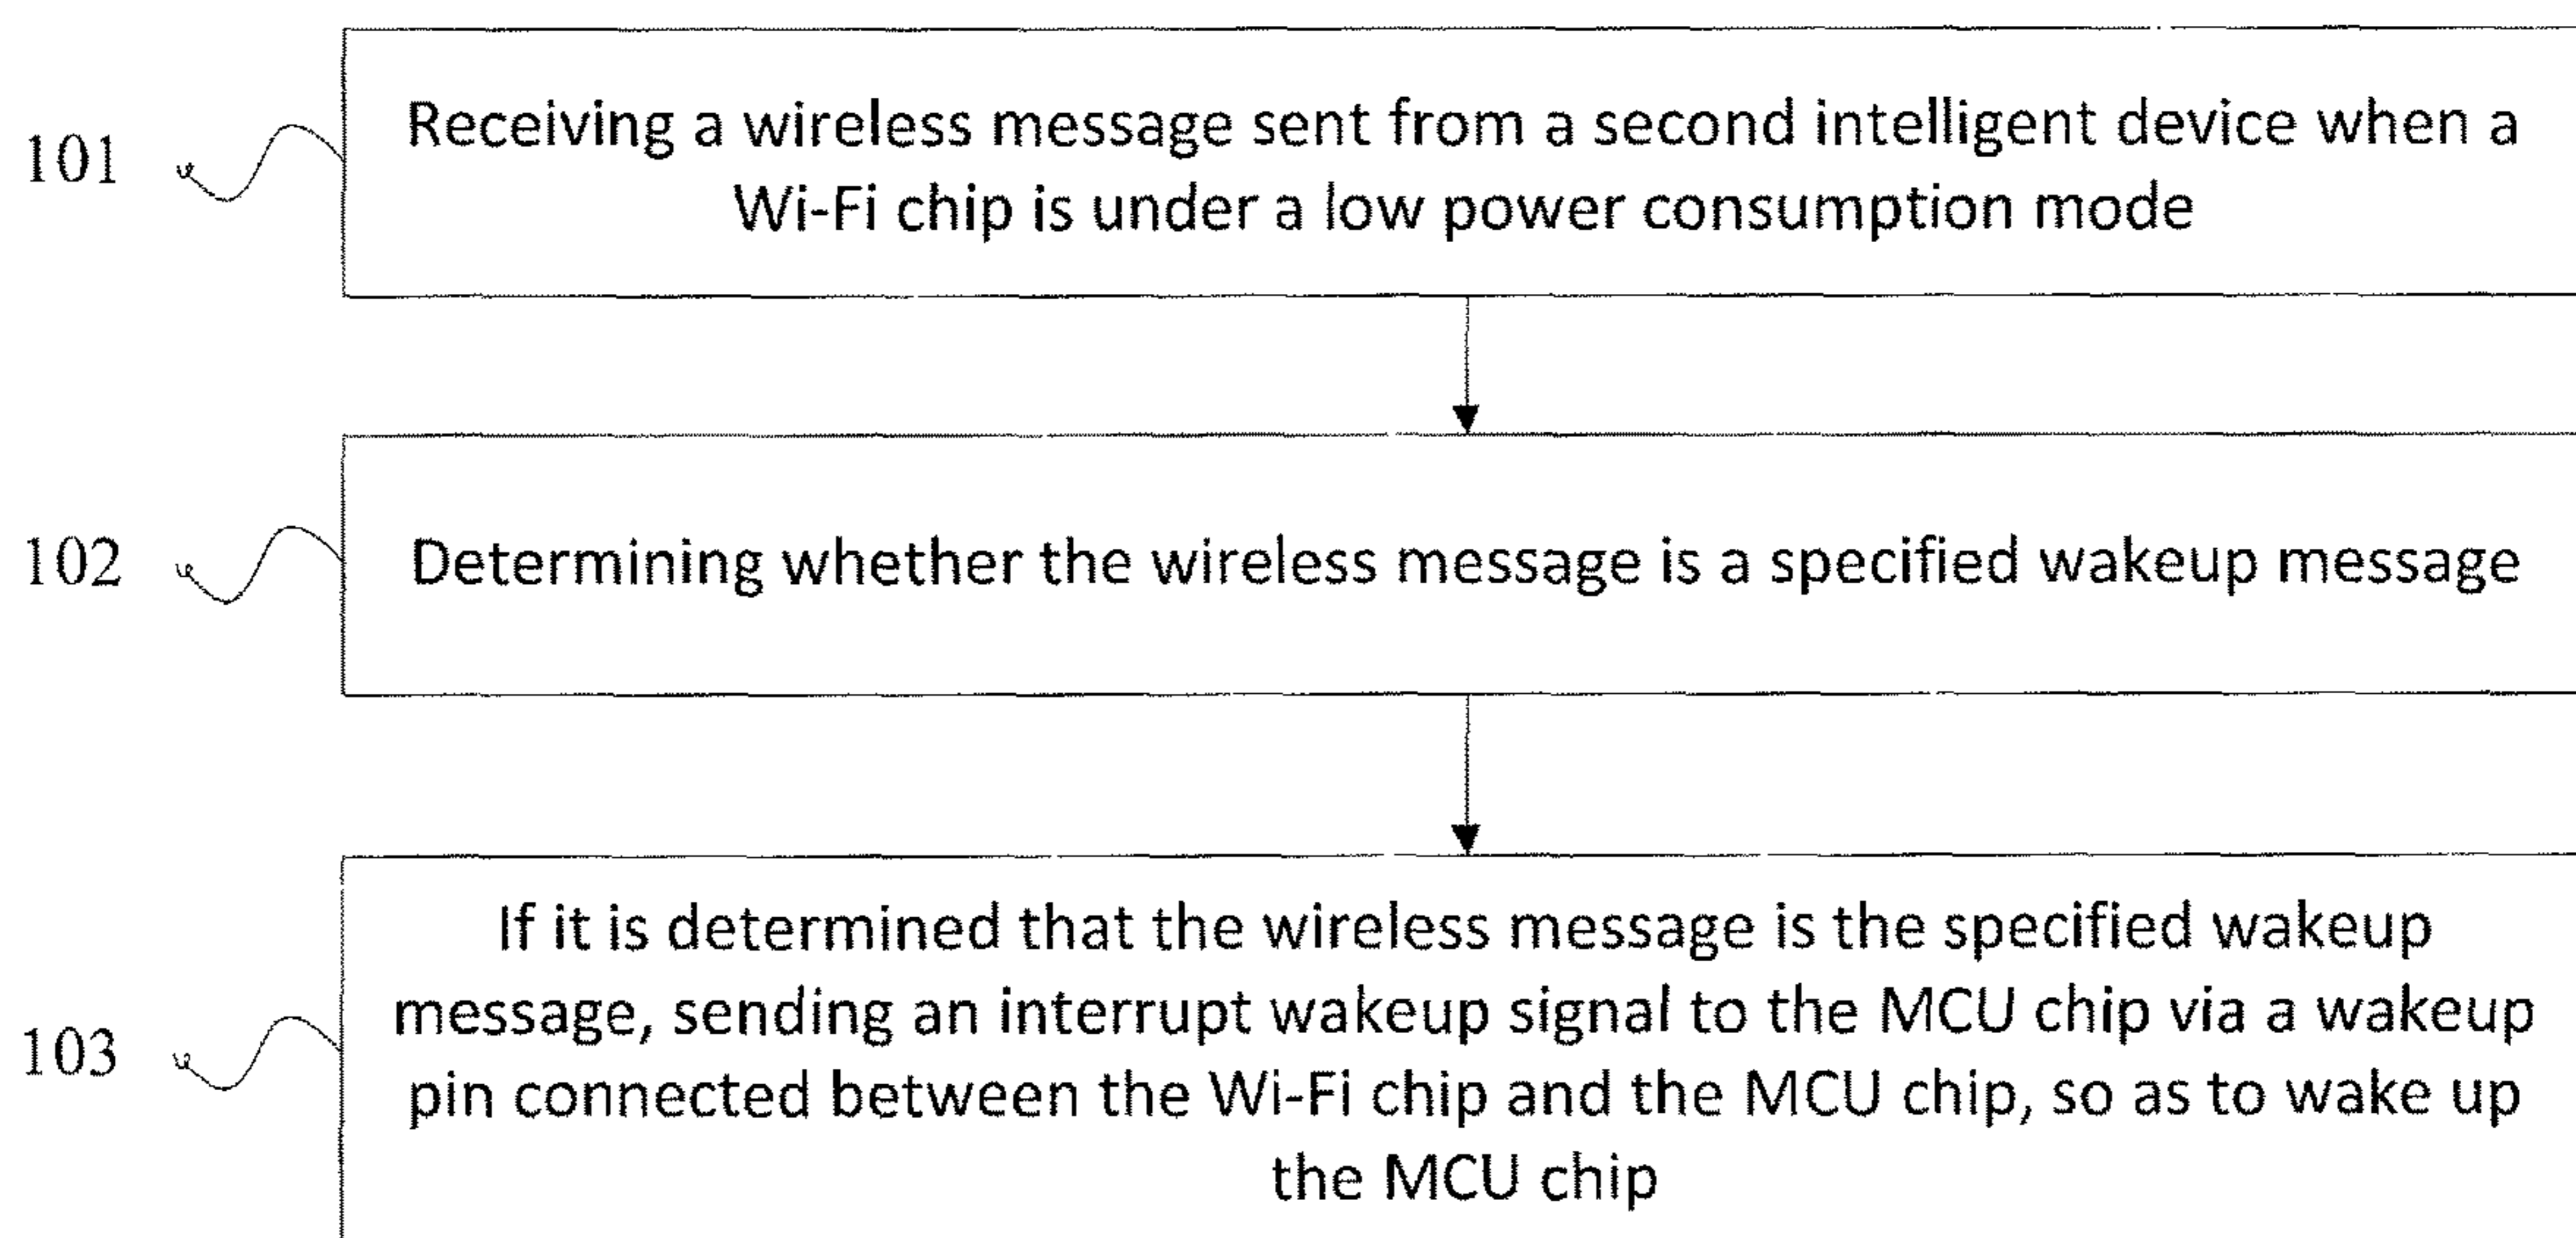 101
Receiving a wireless message sent from a second intelligent device when a
Wi-Fi chip is under a low power consumption mode
102
Determining whether the wireless message is a specified wakeup message
103
If it is determined that the wireless message is the specified wakeup
message, sending an interrupt wakeup signal to the MCU chip via a wakeup
pin connected between the Wi-Fi chip and the MCU chip, so as to wake up
the MCU chip